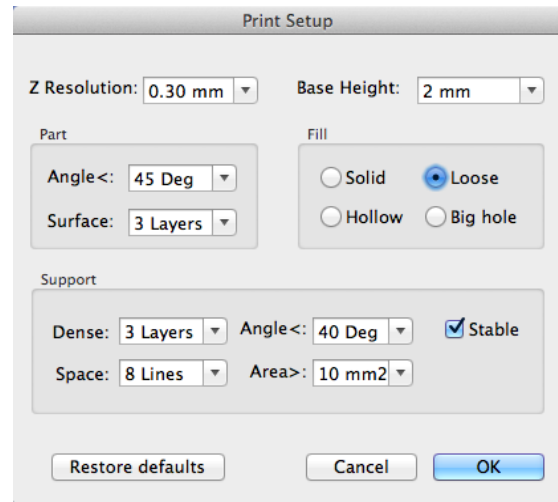 Print Setup
Z Resolution: 0.30 mm Base Height: 2 mm
Part Fill
Angle<: 45 Deg Solid Loose
Surface: 3 Layers Hollow Big hole
Support
Dense: 3 Layers Angle<: 40 Deg Stable
Space: 8 Lines Area>: 10 mm2
Restore defaults Cancel OK